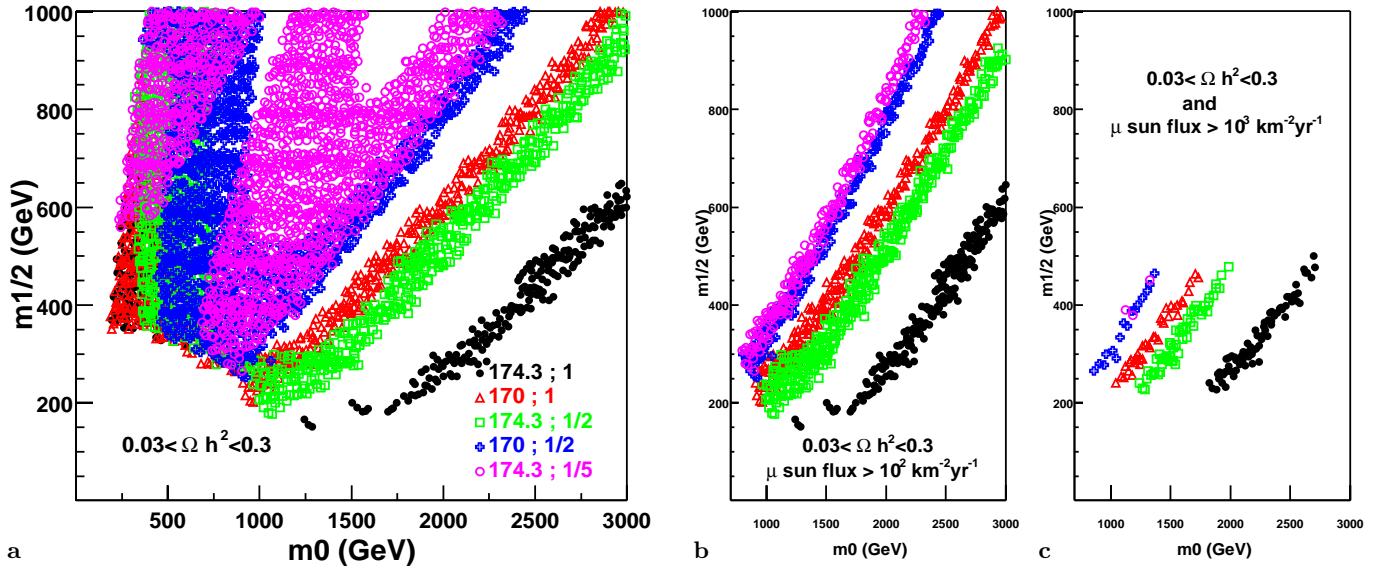 1000
800
600
400
200
m1/2 (GeV)
500
1000
1500
2000
2500
3000
m0 (GeV)
174.3 ; 1
170 ; 1
174.3 ; 1/2
170 ; 1/2
174.3 ; 1/5
0.03< Ω h²<0.3
a
1000
800
600
400
200
0
m1/2 (GeV)
1000
1500
2000
2500
3000
m0 (GeV)
0.03< Ω h²<0.3
μ sun flux > 10² km⁻²yr⁻¹
b
1000
800
600
400
200
0
m1/2 (GeV)
1000
1500
2000
2500
3000
m0 (GeV)
0.03< Ω h²<0.3
and
μ sun flux > 10³ km⁻²yr⁻¹
c